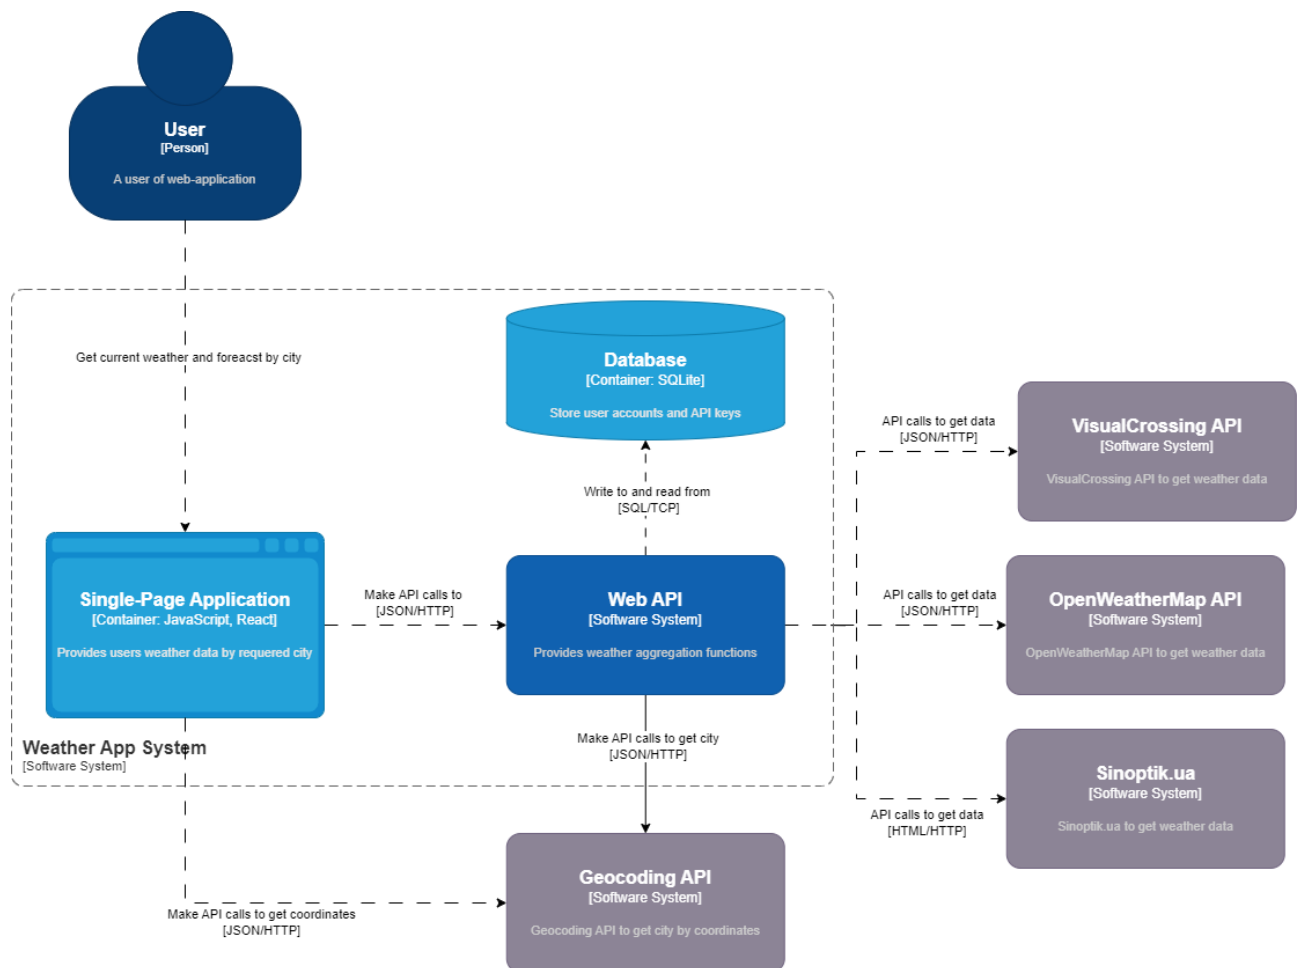 User
[Person]
A user of web-application
Get current weather and foreacst by city
Database
[Container: SQLite]
Store user accounts and API keys
Write to and read from
[SQL/TCP]
Single-Page Application
[Container: JavaScript, React]
Provides users weather data by requered city
Make API calls to
[JSON/HTTP]
Web API
[Software System]
Provides weather aggregation functions
API calls to get data
[JSON/HTTP]
VisualCrossing API
[Software System]
VisualCrossing API to get weather data
API calls to get data
[JSON/HTTP]
OpenWeatherMap API
[Software System]
OpenWeatherMap API to get weather data
API calls to get data
[HTML/HTTP]
Sinoptik.ua
[Software System]
Sinoptik.ua to get weather data
Weather App System
[Software System]
Make API calls to get city
[JSON/HTTP]
Make API calls to get coordinates
[JSON/HTTP]
Geocoding API
[Software System]
Geocoding API to get city by coordinates